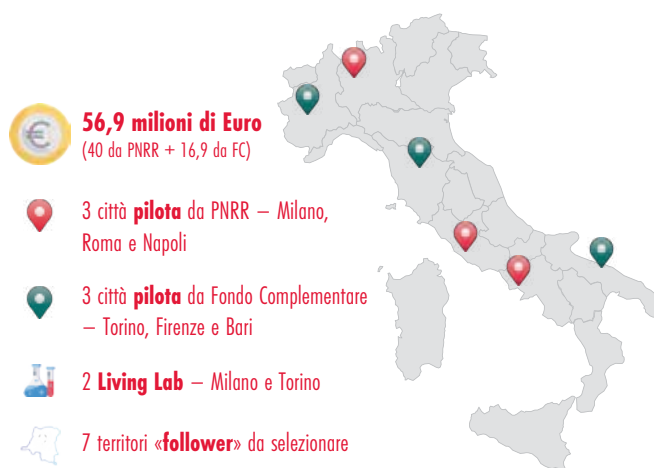 56,9 milioni di Euro
(40 da PNRR + 16,9 da FC)
3 città pilota da PNRR – Milano,
Roma e Napoli
3 città pilota da Fondo Complementare
– Torino, Firenze e Bari
2 Living Lab – Milano e Torino
7 territori «follower» da selezionare